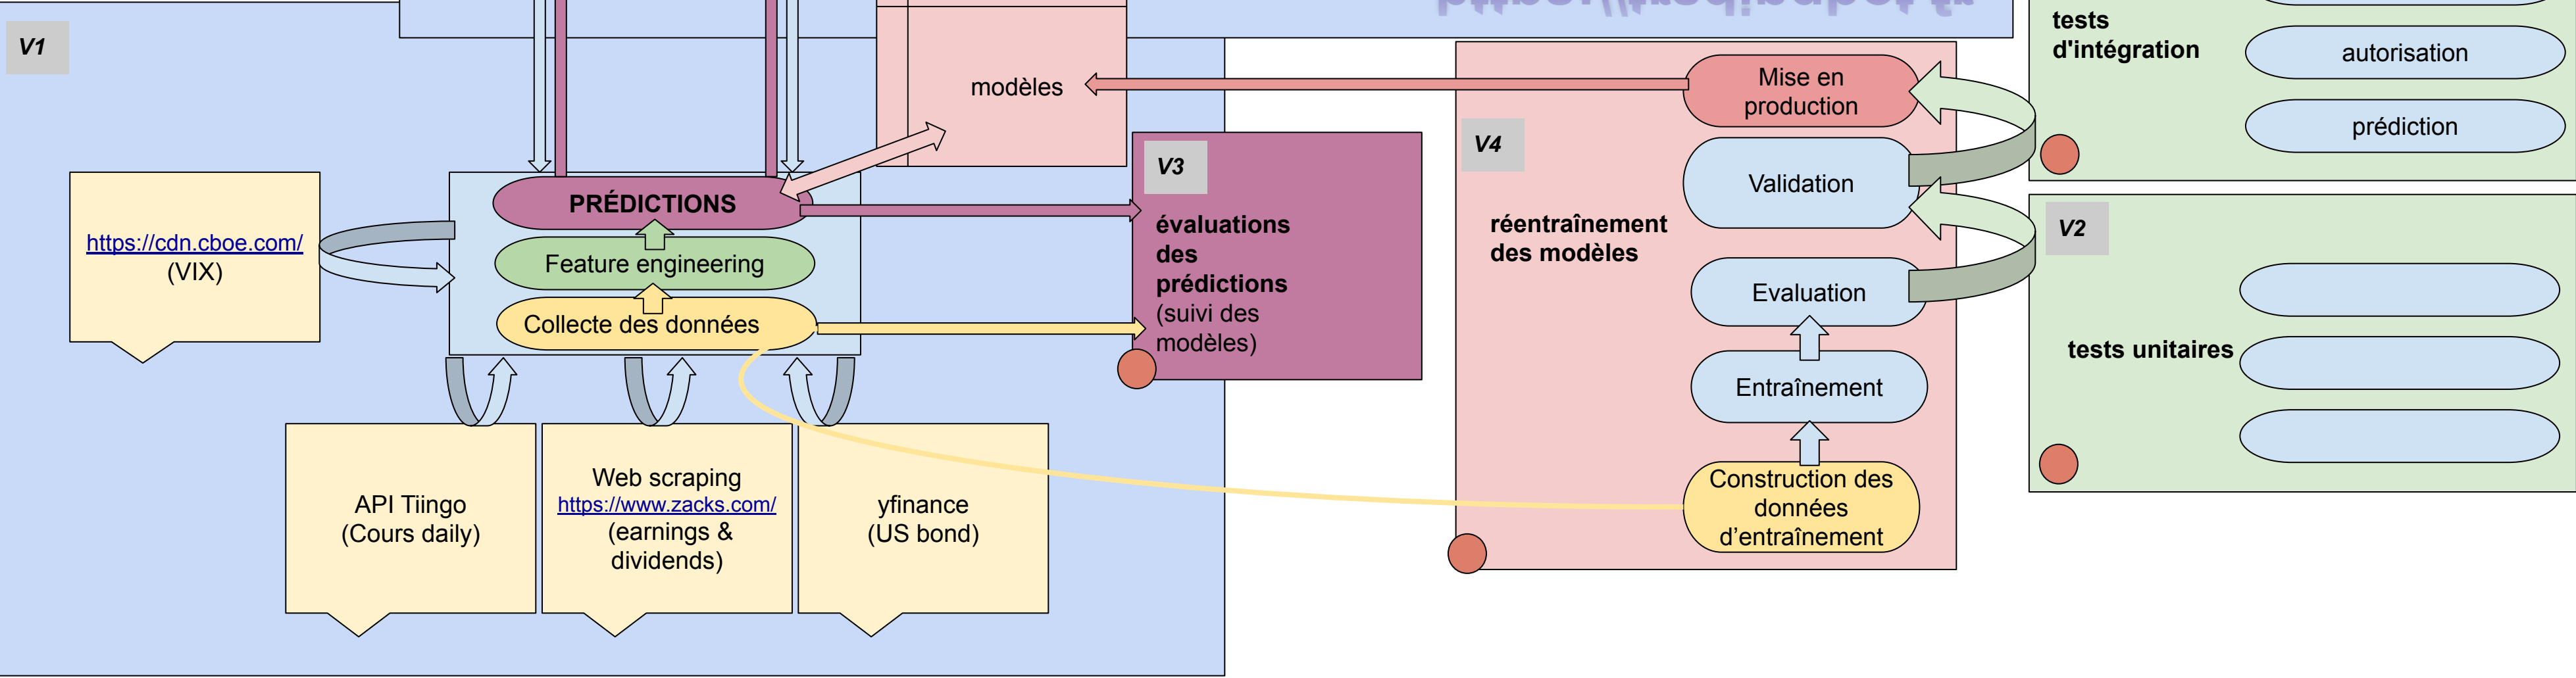 V1
modèles
https://cdn.cboe.com/
(VIX)
PRÉDICTIONS
Feature engineering
Collecte des données
API Tiingo
(Cours daily)
Web scraping
https://www.zacks.com/
(earnings &
dividends)
yfinance
(US bond)
V3
évaluations
des
prédictions
(suivi des
modèles)
V4
réentraînement
des modèles
Mise en
production
Validation
Evaluation
Entraînement
Construction des
données
d’entraînement
tests
d'intégration
autorisation
prédiction
V2
tests unitaires